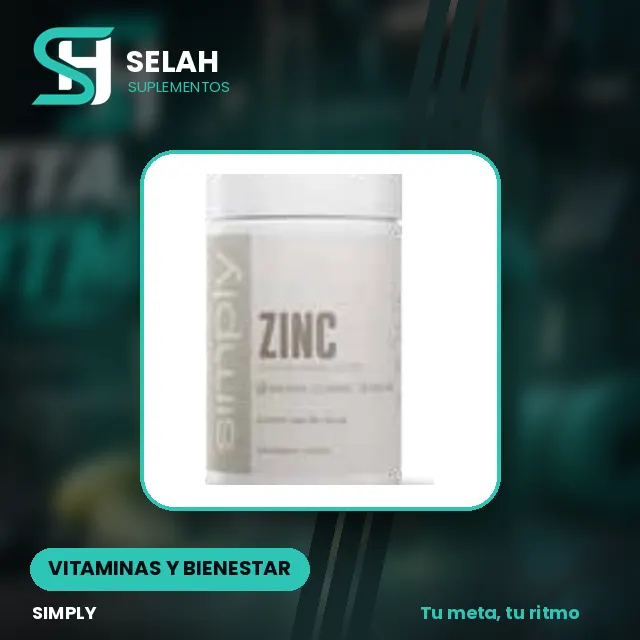 SELAH
SUPLEMENTOS
simply
ZINC
VITAMINAS Y BIENESTAR
SIMPLY
Tu meta, tu ritmo